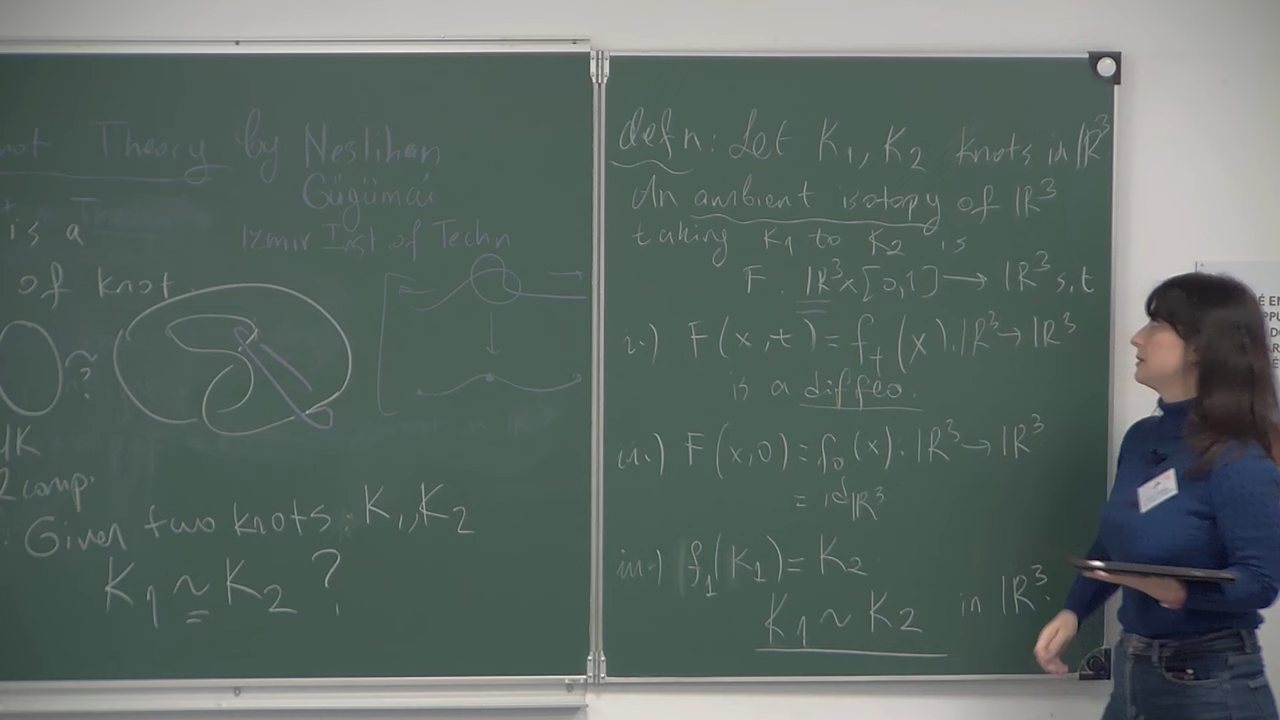 not Theory by Neslihan
Gügümcü
Izmir Inst. of Techn
is a
of knot.
~
?
2 comp.
: Given two knots, K₁, K₂
K₁ ~ K₂ ?
defn: Let K₁, K₂ knots in ℝ³
An ambient isotopy of ℝ³
taking K₁ to K₂ is
F. ℝ³×[0,1] → ℝ³ s.t
i.) F(x,t) = f_t(x). ℝ³ → ℝ³
is a diffeo.
ii.) F(x,0) = f₀(x): ℝ³ → ℝ³
= id_ℝ³
iii.) f₁(K₁) = K₂
K₁ ~ K₂ in ℝ³.